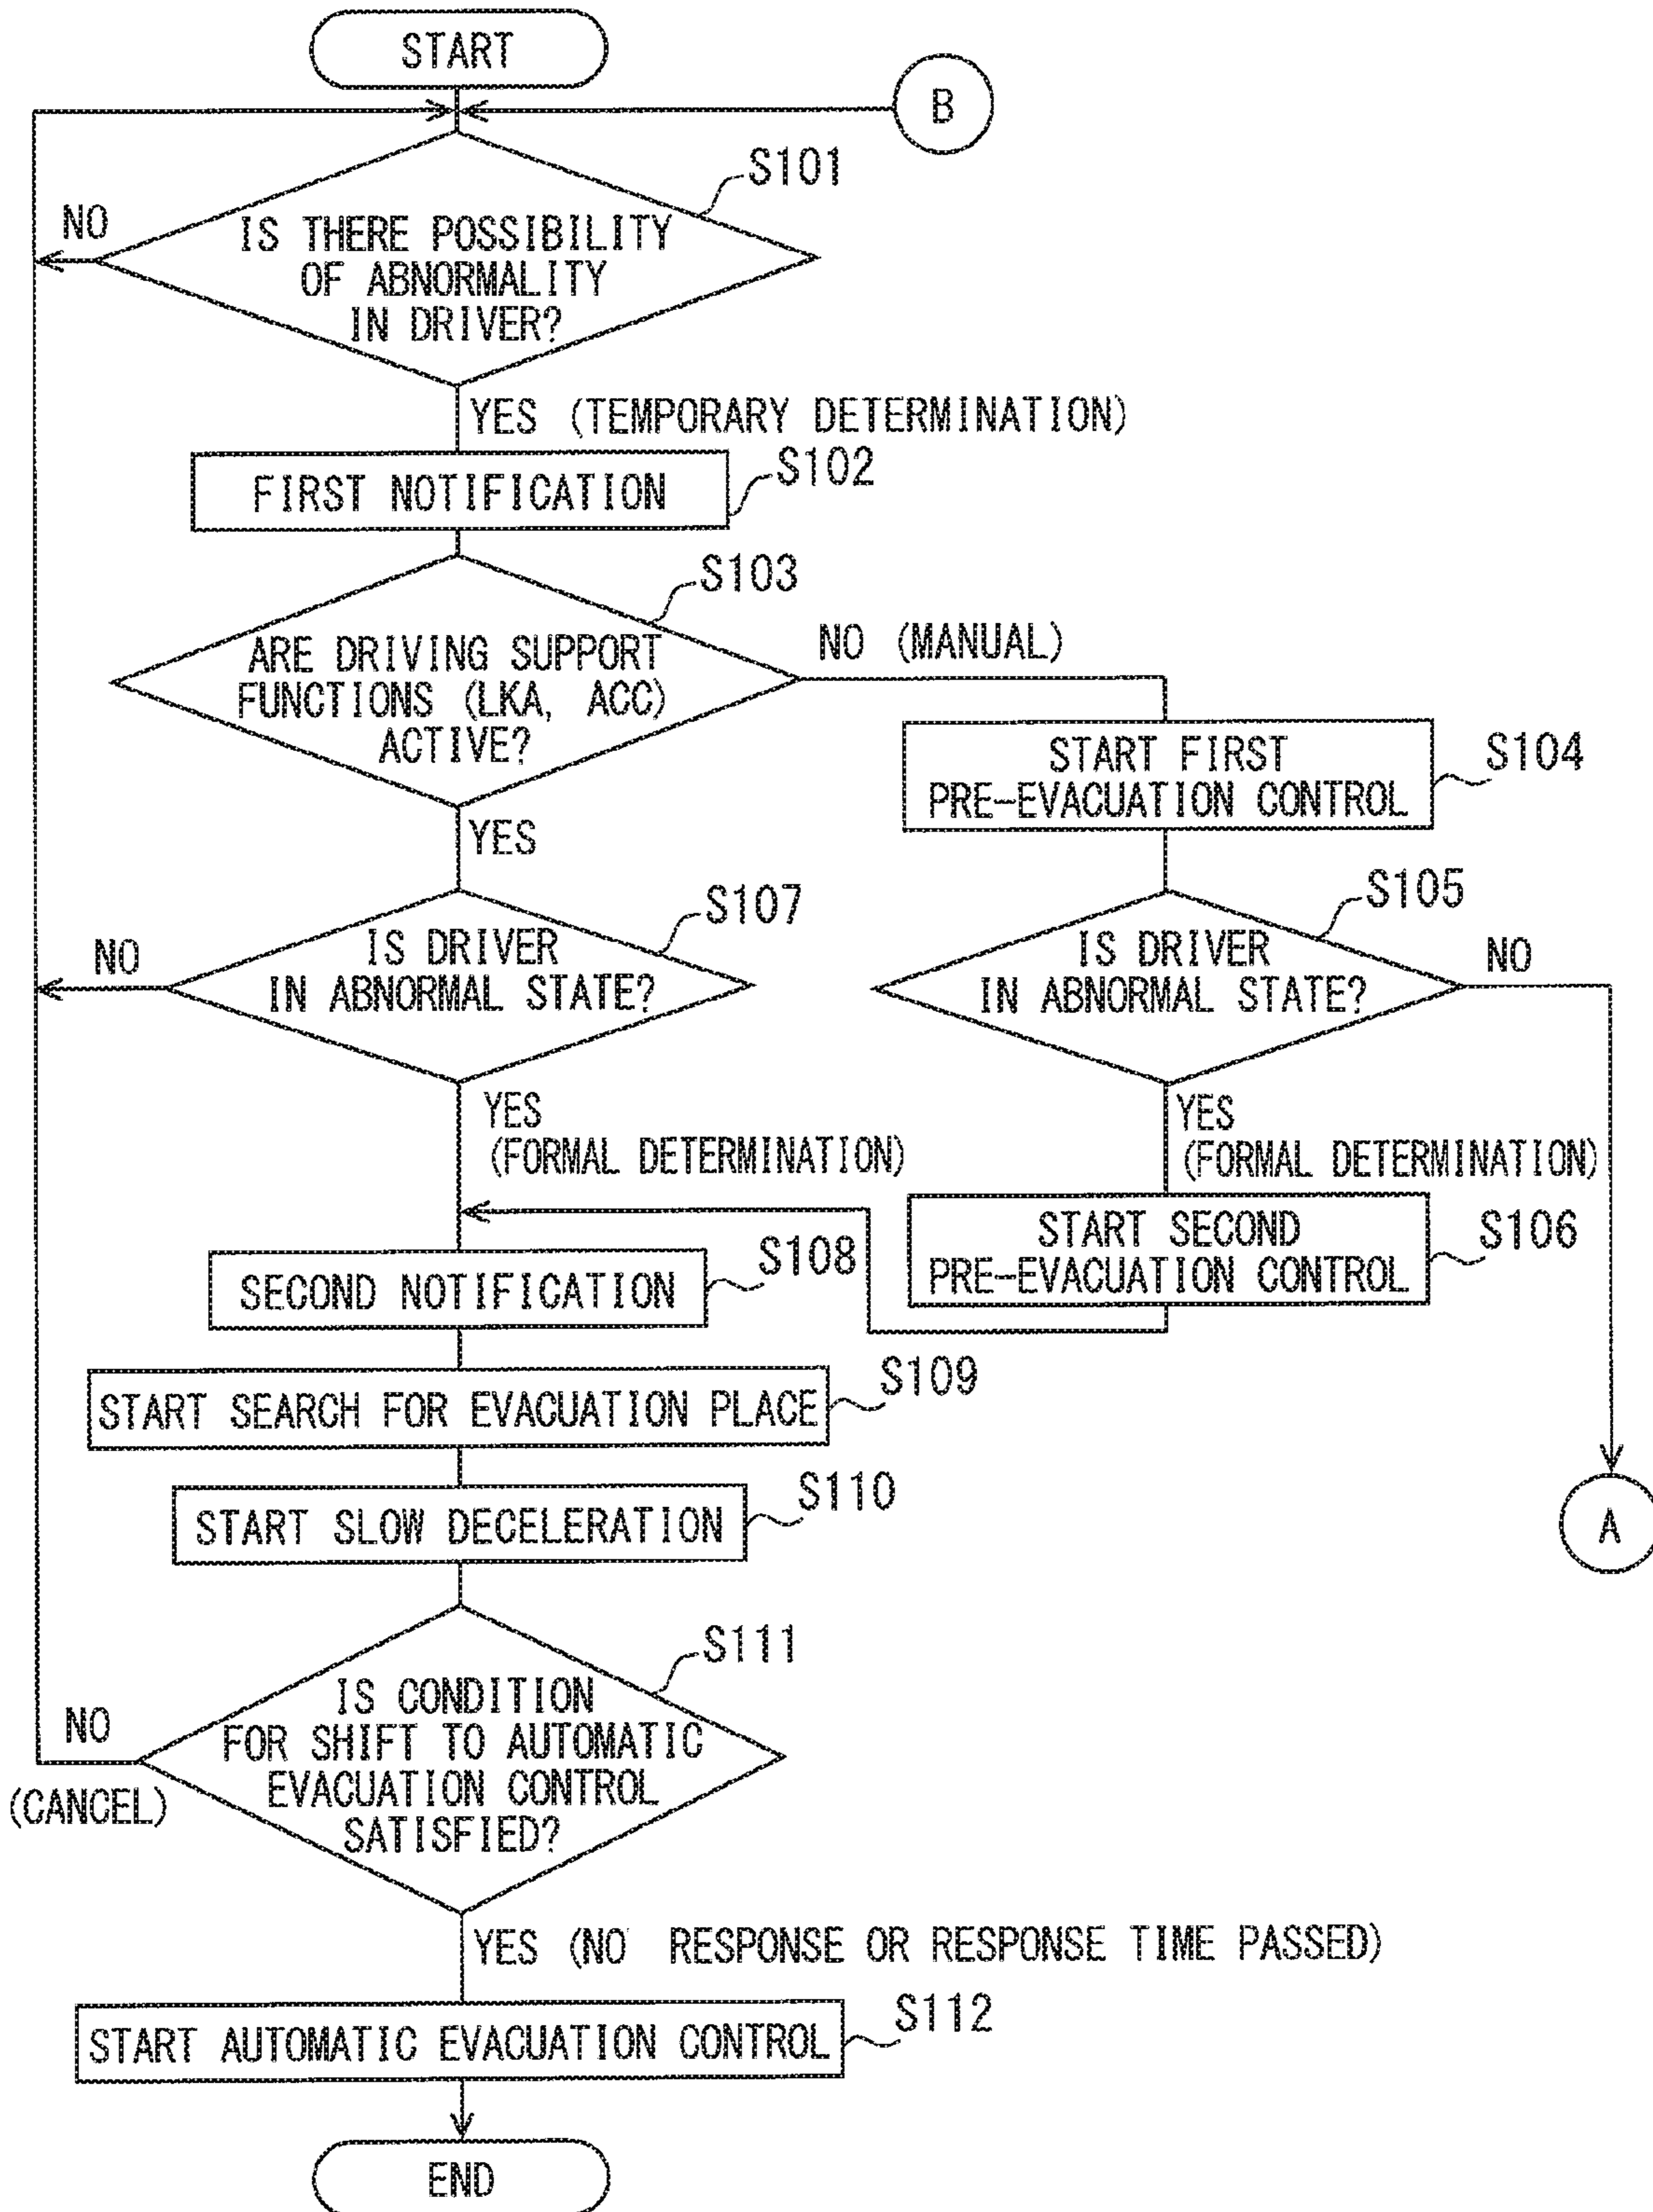 START
B
S101
NO
IS THERE POSSIBILITY
OF ABNORMALITY
IN DRIVER?
YES (TEMPORARY DETERMINATION)
S102
FIRST NOTIFICATION
S103
ARE DRIVING SUPPORT
FUNCTIONS (LKA, ACC)
ACTIVE?
NO (MANUAL)
START FIRST
PRE-EVACUATION CONTROL
S104
YES
S107
IS DRIVER
IN ABNORMAL STATE?
NO
S105
IS DRIVER
IN ABNORMAL STATE?
NO
YES
(FORMAL DETERMINATION)
YES
(FORMAL DETERMINATION)
START SECOND
PRE-EVACUATION CONTROL
S106
S108
SECOND NOTIFICATION
S109
START SEARCH FOR EVACUATION PLACE
S110
START SLOW DECELERATION
A
S111
IS CONDITION
FOR SHIFT TO AUTOMATIC
EVACUATION CONTROL
SATISFIED?
NO
(CANCEL)
YES (NO RESPONSE OR RESPONSE TIME PASSED)
S112
START AUTOMATIC EVACUATION CONTROL
END